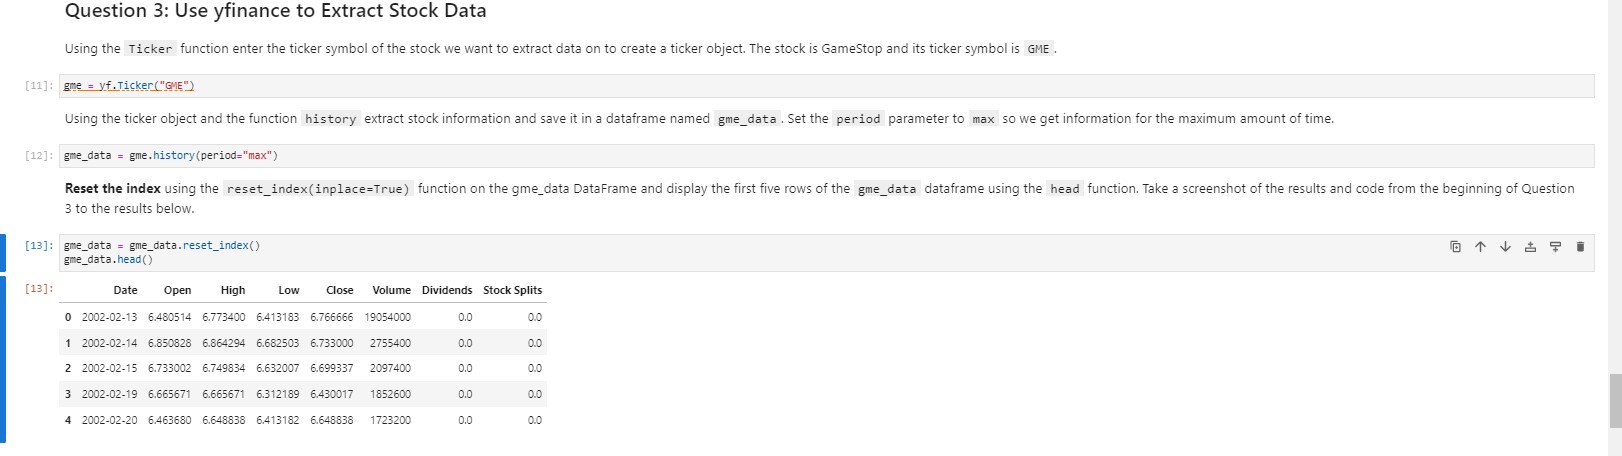 Question 3: Use yfinance to Extract Stock Data
Using the Ticker function enter the ticker symbol of the stock we want to extract data on to create a ticker object. The stock is GameStop and its ticker symbol is GME .
[11]: gme = yf.Ticker("GME")
Using the ticker object and the function history extract stock information and save it in a dataframe named gme_data . Set the period parameter to max so we get information for the maximum amount of time.
[12]: gme_data = gme.history(period="max")
Reset the index using the reset_index(inplace=True) function on the gme_data DataFrame and display the first five rows of the gme_data dataframe using the head function. Take a screenshot of the results and code from the beginning of Question
3 to the results below.
[13]: gme_data = gme_data.reset_index()
gme_data.head()
[13]: Date Open High Low Close Volume Dividends Stock Splits
0 2002-02-13 6.480514 6.773400 6.413183 6.766666 19054000 0.0 0.0
1 2002-02-14 6.850828 6.864294 6.682503 6.733000 2755400 0.0 0.0
2 2002-02-15 6.733002 6.749834 6.632007 6.699337 2097400 0.0 0.0
3 2002-02-19 6.665671 6.665671 6.312189 6.430017 1852600 0.0 0.0
4 2002-02-20 6.463680 6.648838 6.413182 6.648838 1723200 0.0 0.0